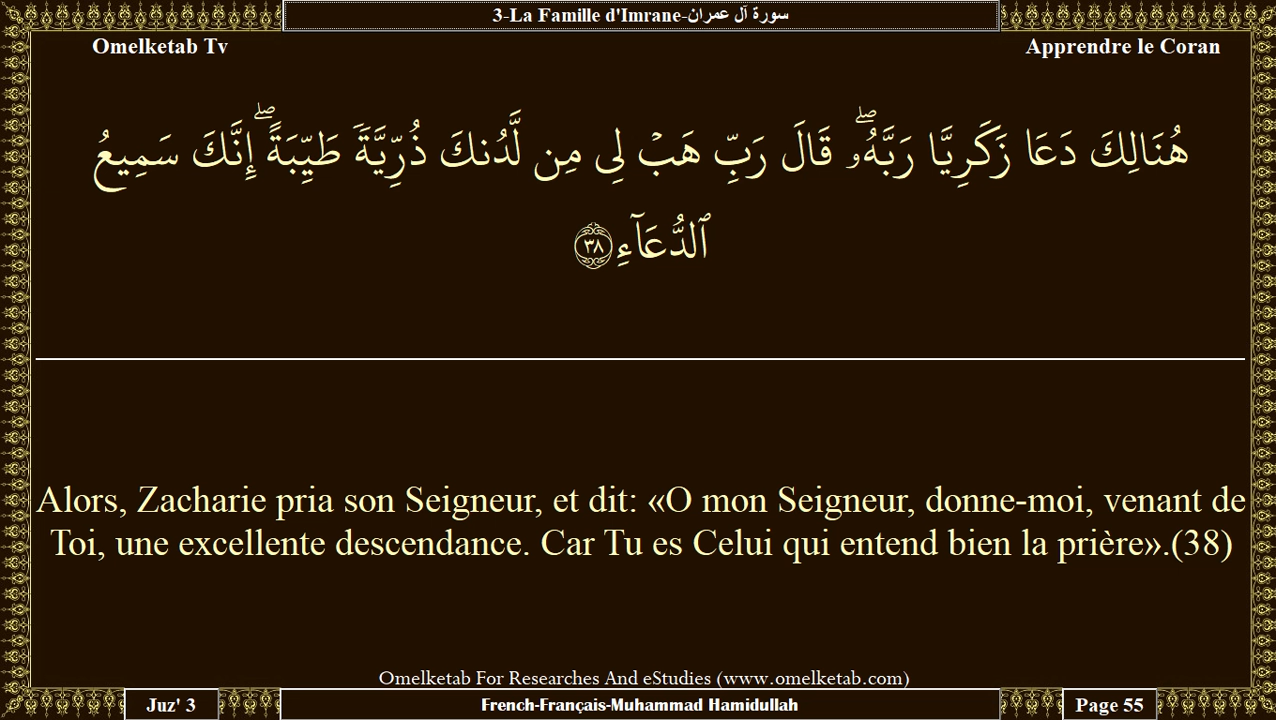 3-La Famille d'Imrane-سورة آل عمران
Omelketab Tv
Apprendre le Coran
هُنَالِكَ دَعَا زَكَرِيَّا رَبَّهُۥۖ قَالَ رَبِّ هَبۡ لِي مِن لَّدُنكَ ذُرِّيَّةٗ طَيِّبَةًۖ إِنَّكَ سَمِيعُ
ٱلدُّعَآءِ ٣٨
Alors, Zacharie pria son Seigneur, et dit: «O mon Seigneur, donne-moi, venant de
Toi, une excellente descendance. Car Tu es Celui qui entend bien la prière».(38)
Omelketab For Researches And eStudies (www.omelketab.com)
Juz' 3
French-Français-Muhammad Hamidullah
Page 55